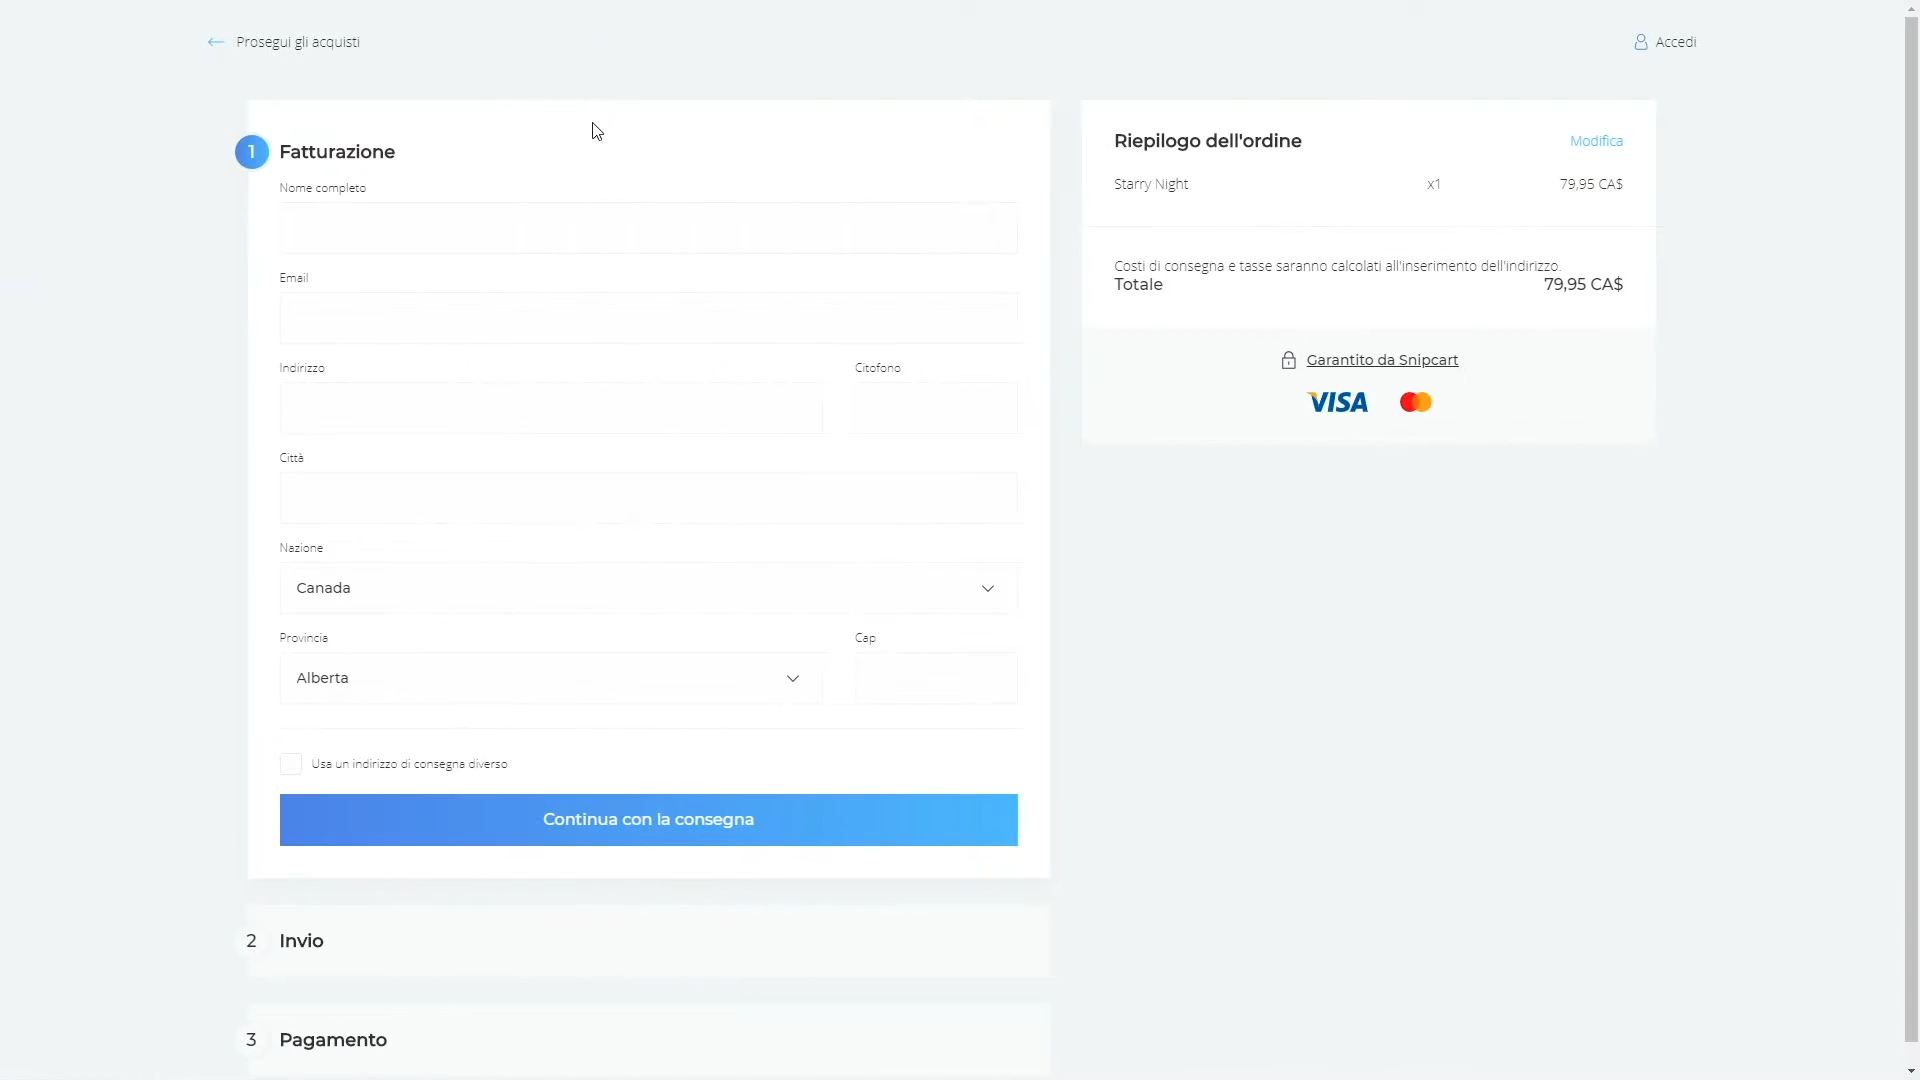 Prosegui gli acquisti
Accedi
1 Fatturazione
Nome completo
Email
Indirizzo
Citofono
Città
Nazione
Canada
Provincia
Cap
Alberta
Usa un indirizzo di consegna diverso
Continua con la consegna
2 Invio
3 Pagamento
Riepilogo dell'ordine Modifica
Starry Night x1 79,95 CA$
Costi di consegna e tasse saranno calcolati all'inserimento dell'indirizzo.
Totale 79,95 CA$
Garantito da Snipcart
VISA